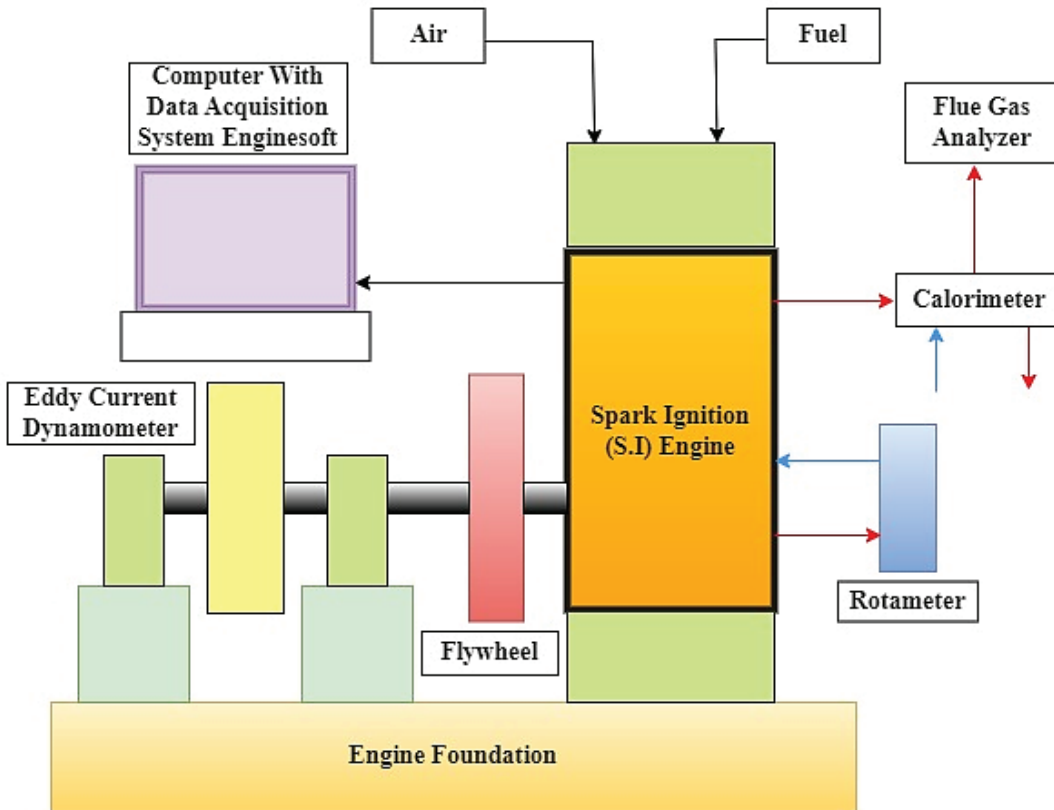 Air
Fuel
Computer With
Data Acquisition
System Enginesoft
Flue Gas
Analyzer
Calorimeter
Eddy Current
Dynamometer
Spark Ignition
(S.I) Engine
Rotameter
Flywheel
Engine Foundation